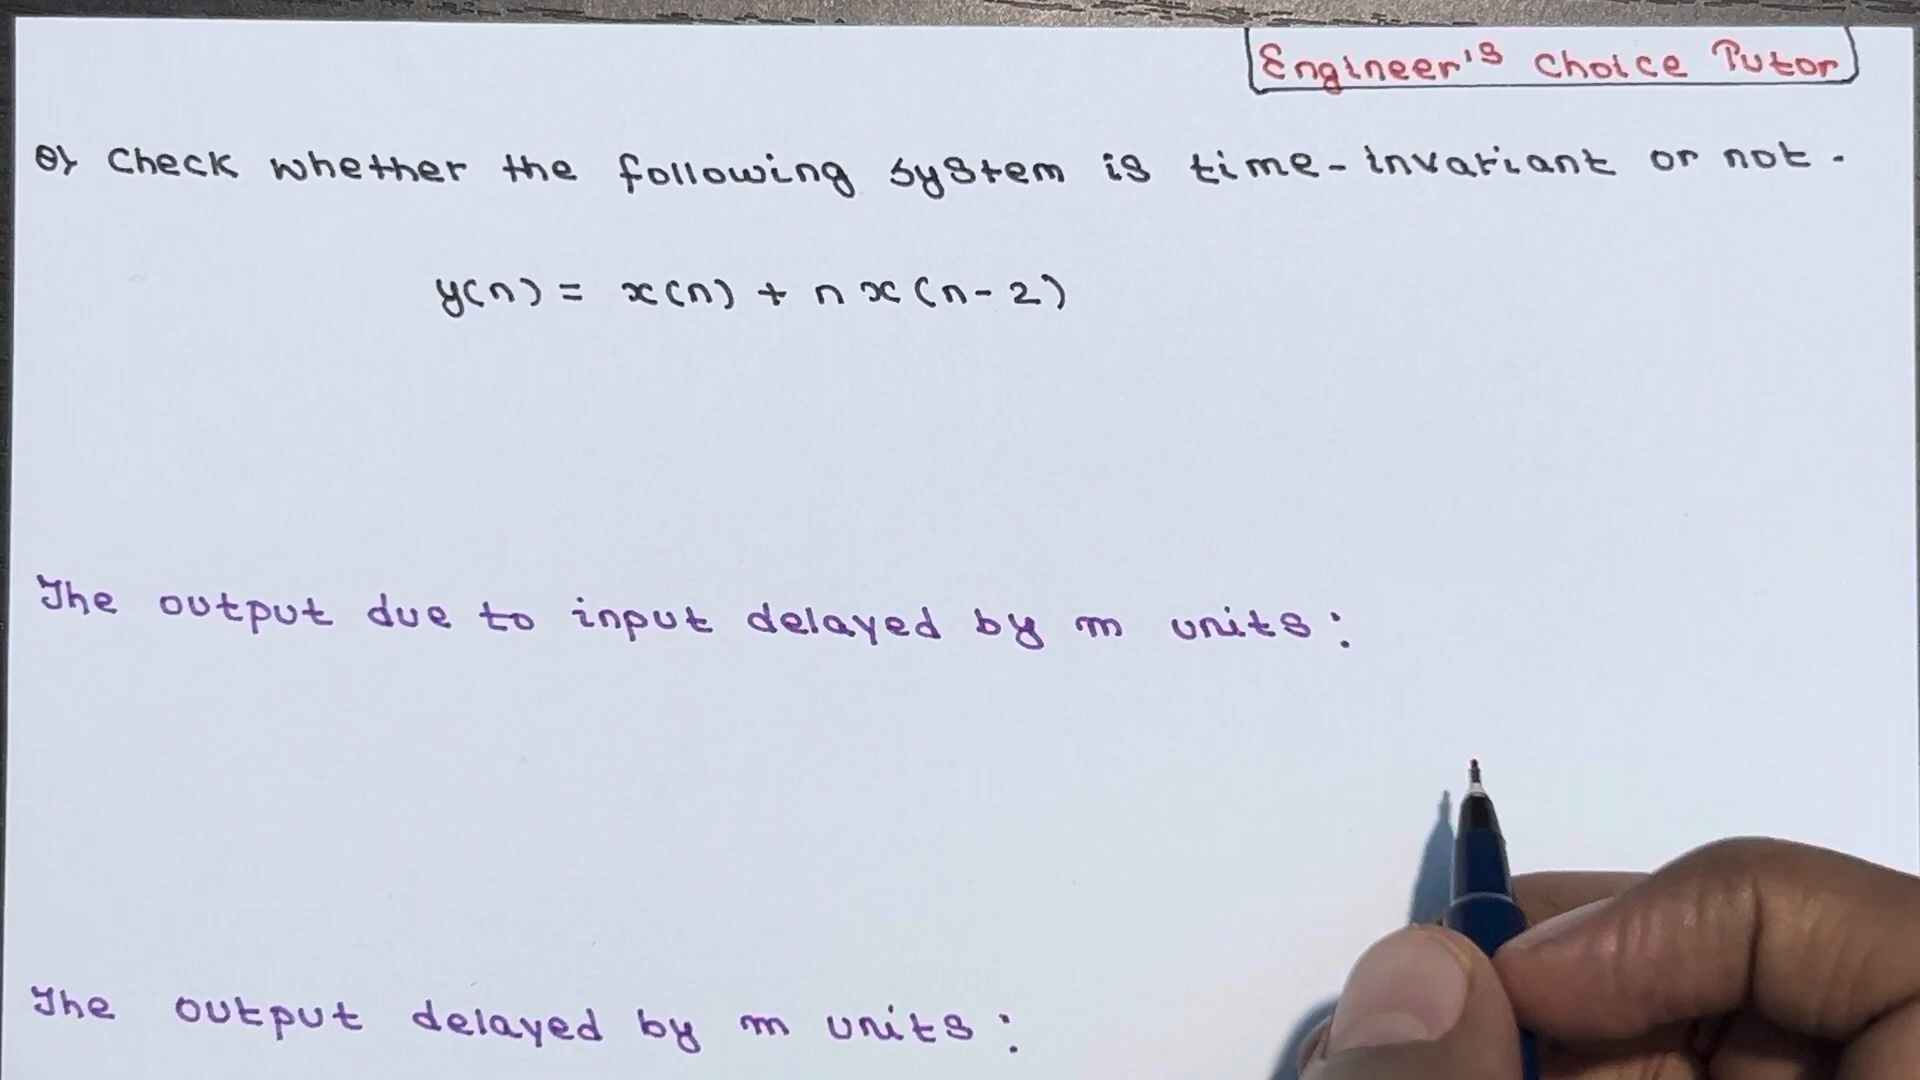 Engineer's Choice Tutor
Q) Check whether the following system is time-invariant or not.
y(n) = x(n) + n x(n-2)
The output due to input delayed by m units:
The output delayed by m units: